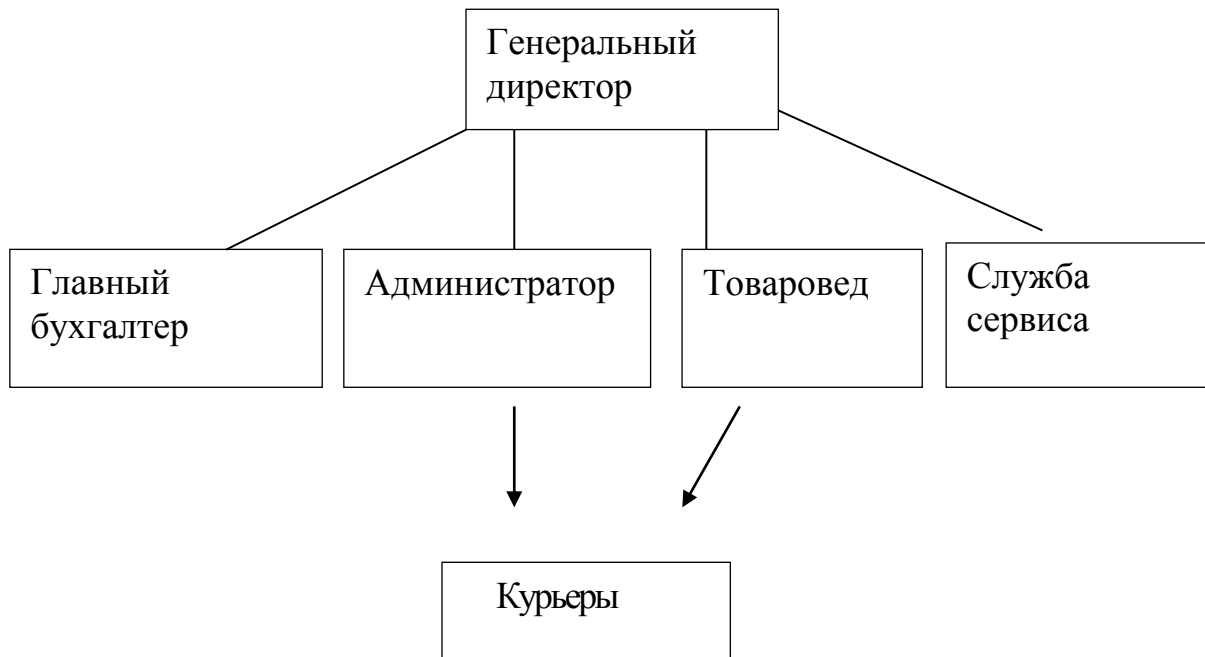 Генеральный
директор
Главный
бухгалтер
Администратор
Товаровед
Служба
сервиса
Курьеры